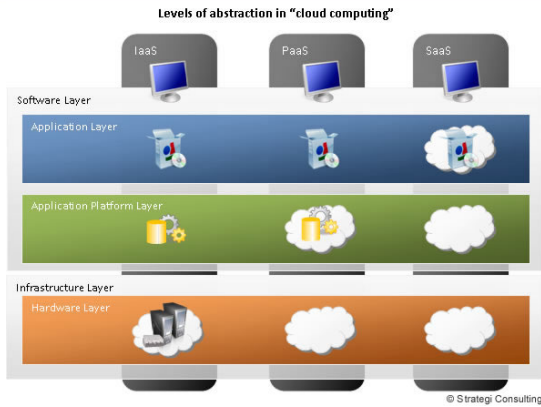 Levels of abstraction in “cloud computing”
IaaS PaaS SaaS
Software Layer
Application Layer
Application Platform Layer
Infrastructure Layer
Hardware Layer
© Strategi Consulting